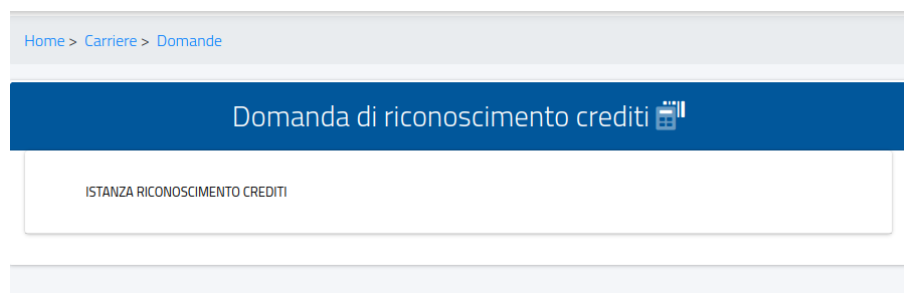 Home > Carriere > Domande
Domanda di riconoscimento crediti
ISTANZA RICONOSCIMENTO CREDITI